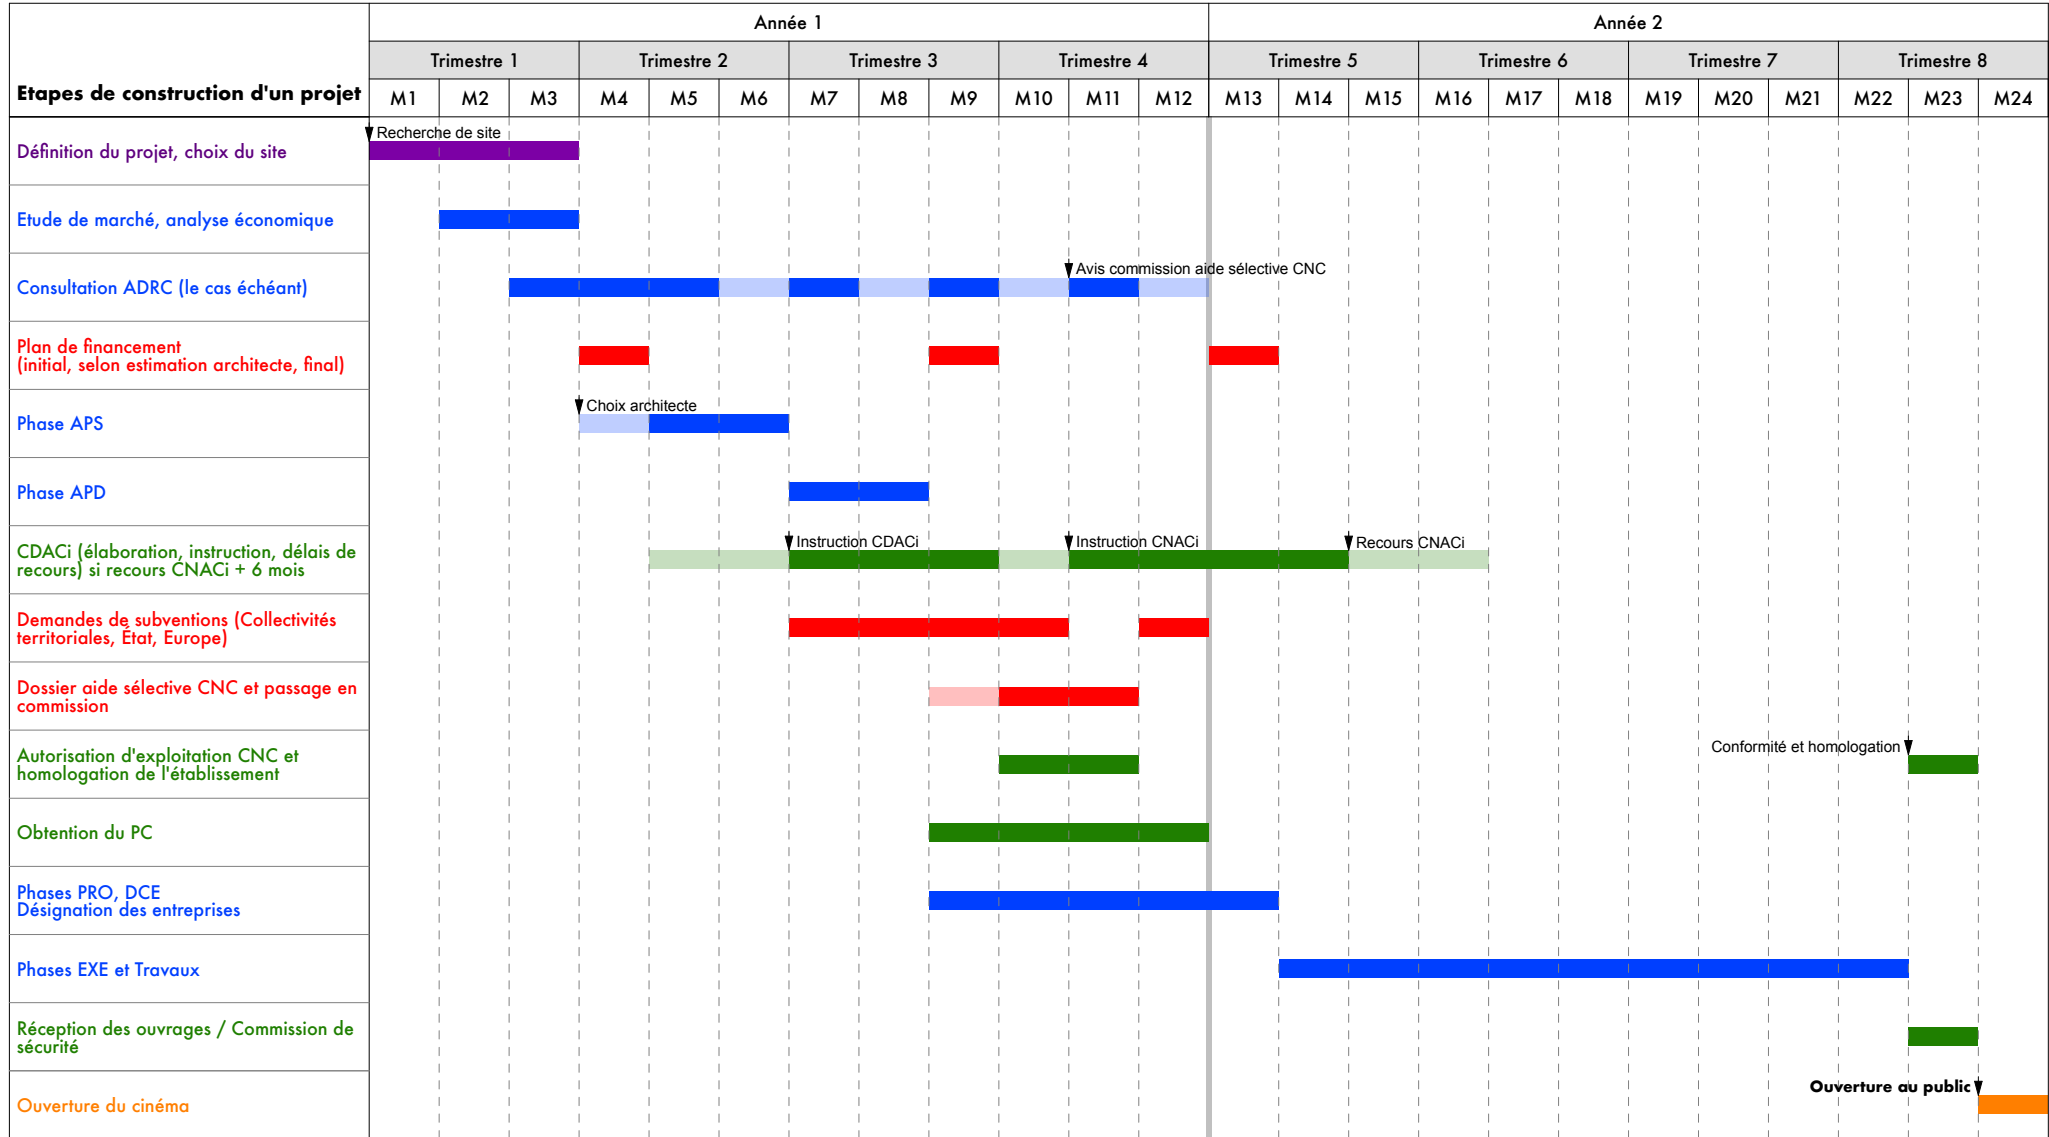 Année 1
Année 2
Trimestre 1
Trimestre 2
Trimestre 3
Trimestre 4
Trimestre 5
Trimestre 6
Trimestre 7
Trimestre 8
Etapes de construction d'un projet
M1
M2
M3
M4
M5
M6
M7
M8
M9
M10
M11
M12
M13
M14
M15
M16
M17
M18
M19
M20
M21
M22
M23
M24
Recherche de site
Définition du projet, choix du site
Etude de marché, analyse économique
Avis commission aide sélective CNC
Consultation ADRC (le cas échéant)
Plan de financement
(initial, selon estimation architecte, final)
Choix architecte
Phase APS
Phase APD
Instruction CDACi
Instruction CNACi
Recours CNACi
CDACi (élaboration, instruction, délais de
recours) si recours CNACi + 6 mois
Demandes de subventions (Collectivités
territoriales, État, Europe)
Dossier aide sélective CNC et passage en
commission
Conformité et homologation
Autorisation d'exploitation CNC et
homologation de l'établissement
Obtention du PC
Phases PRO, DCE
Désignation des entreprises
Phases EXE et Travaux
Réception des ouvrages / Commission de
sécurité
Ouverture au public
Ouverture du cinéma